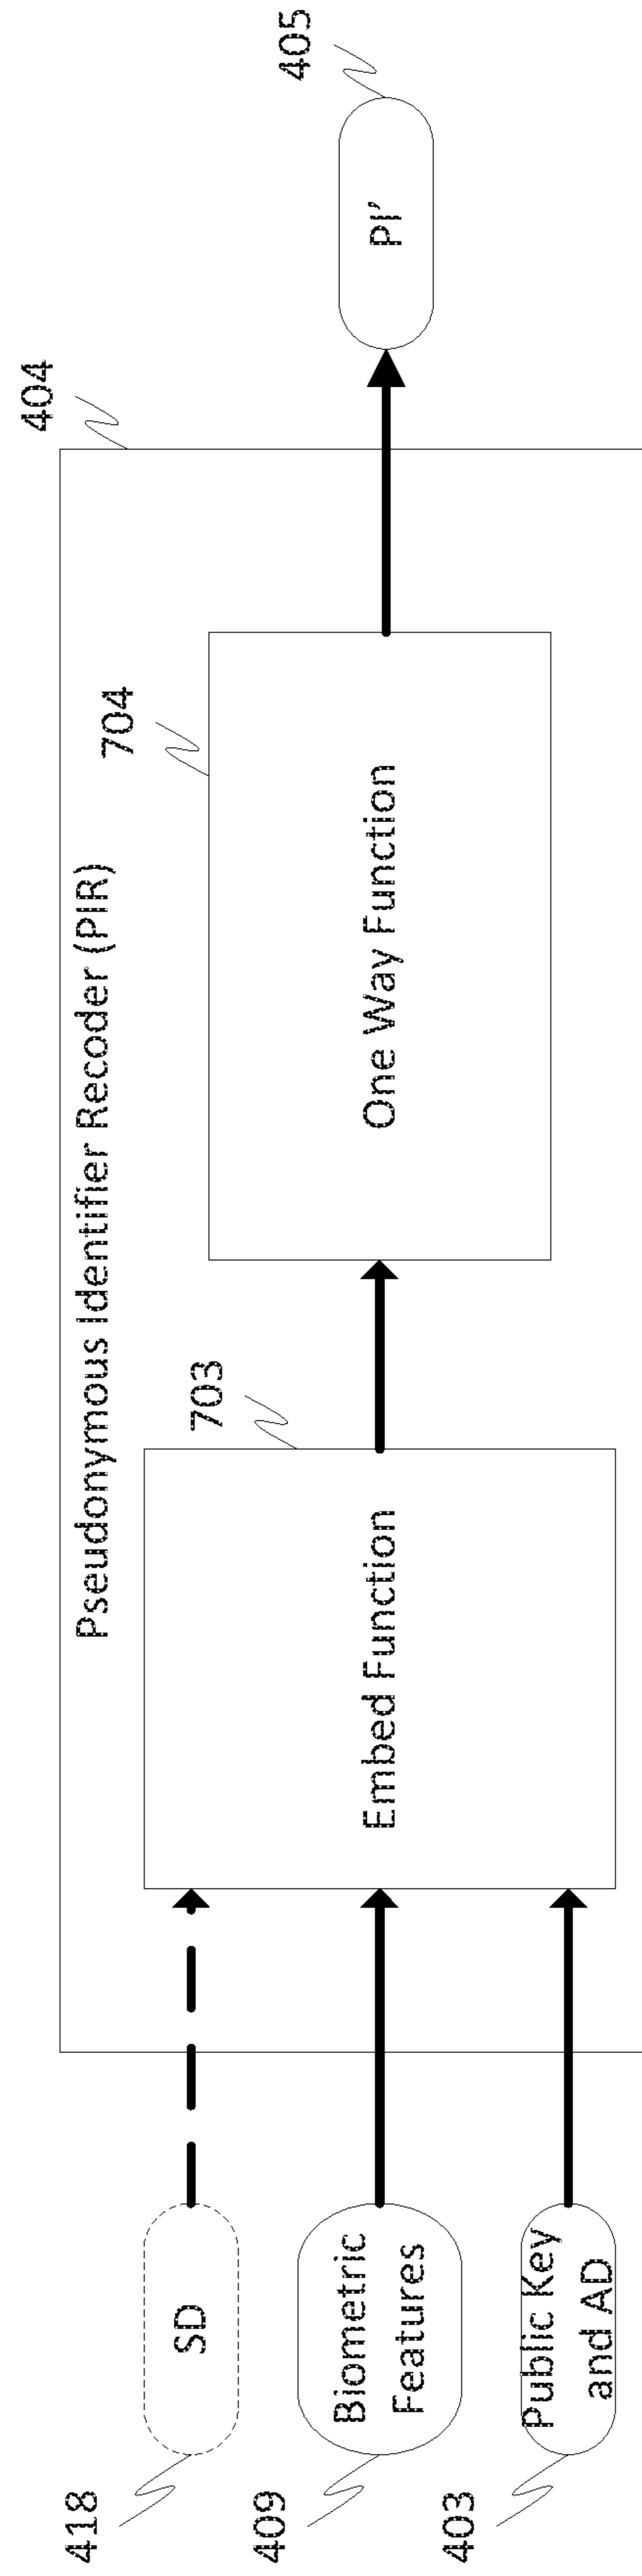 Pseudonymous Identifier Recoder (PIR)
404
418
SD
409
Biometric
Features
403
Public Key
and AD
703
Embed Function
704
One Way Function
405
PI’